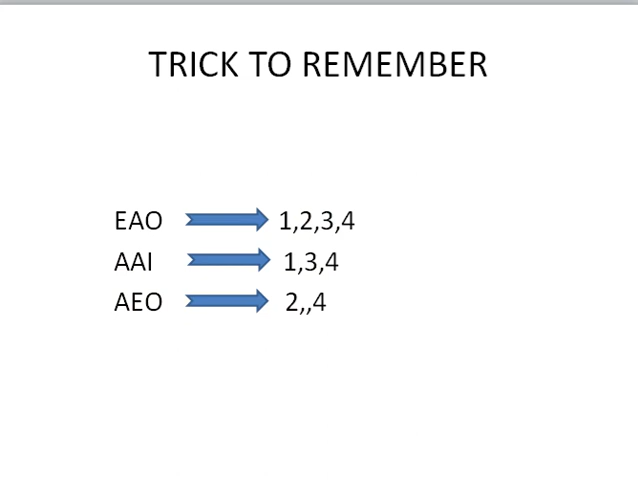 TRICK TO REMEMBER
EAO 1,2,3,4
AAI 1,3,4
AEO 2,,4